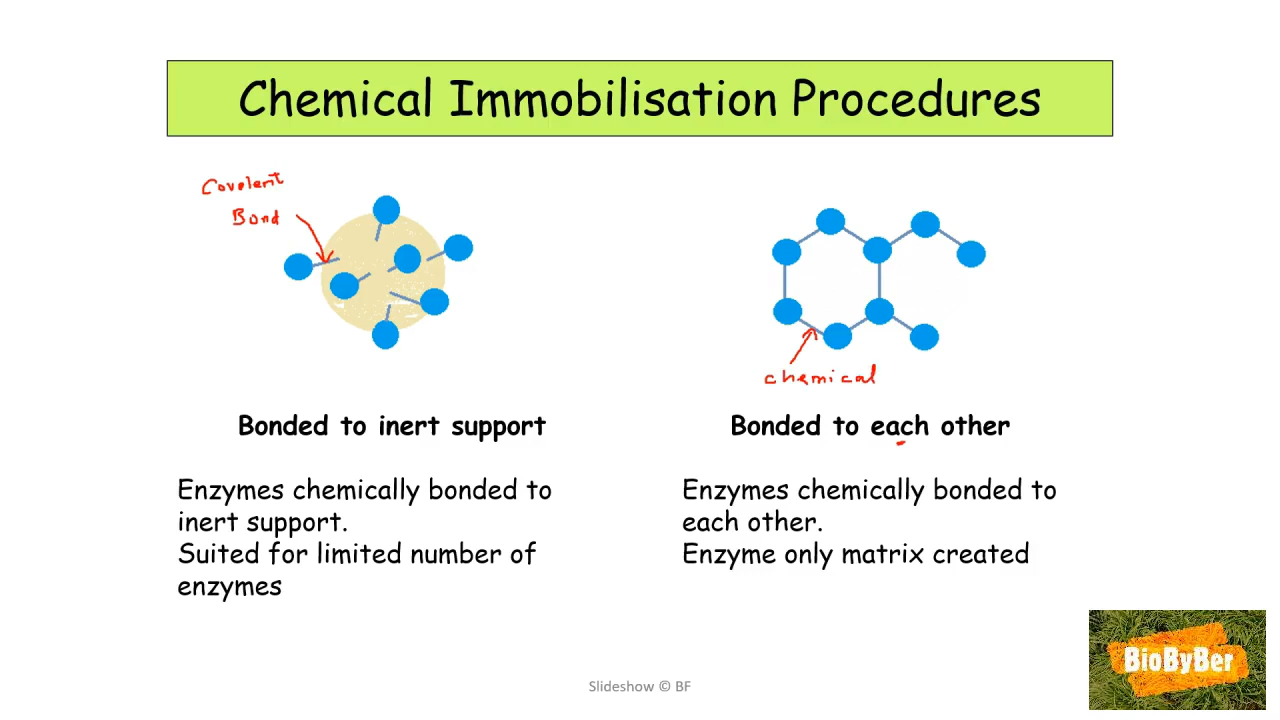 Chemical Immobilisation Procedures
Covalent
Bond
chemical
Bonded to inert support
Enzymes chemically bonded to
inert support.
Suited for limited number of
enzymes
Bonded to each other
Enzymes chemically bonded to
each other.
Enzyme only matrix created
BioByBer
Slideshow © BF